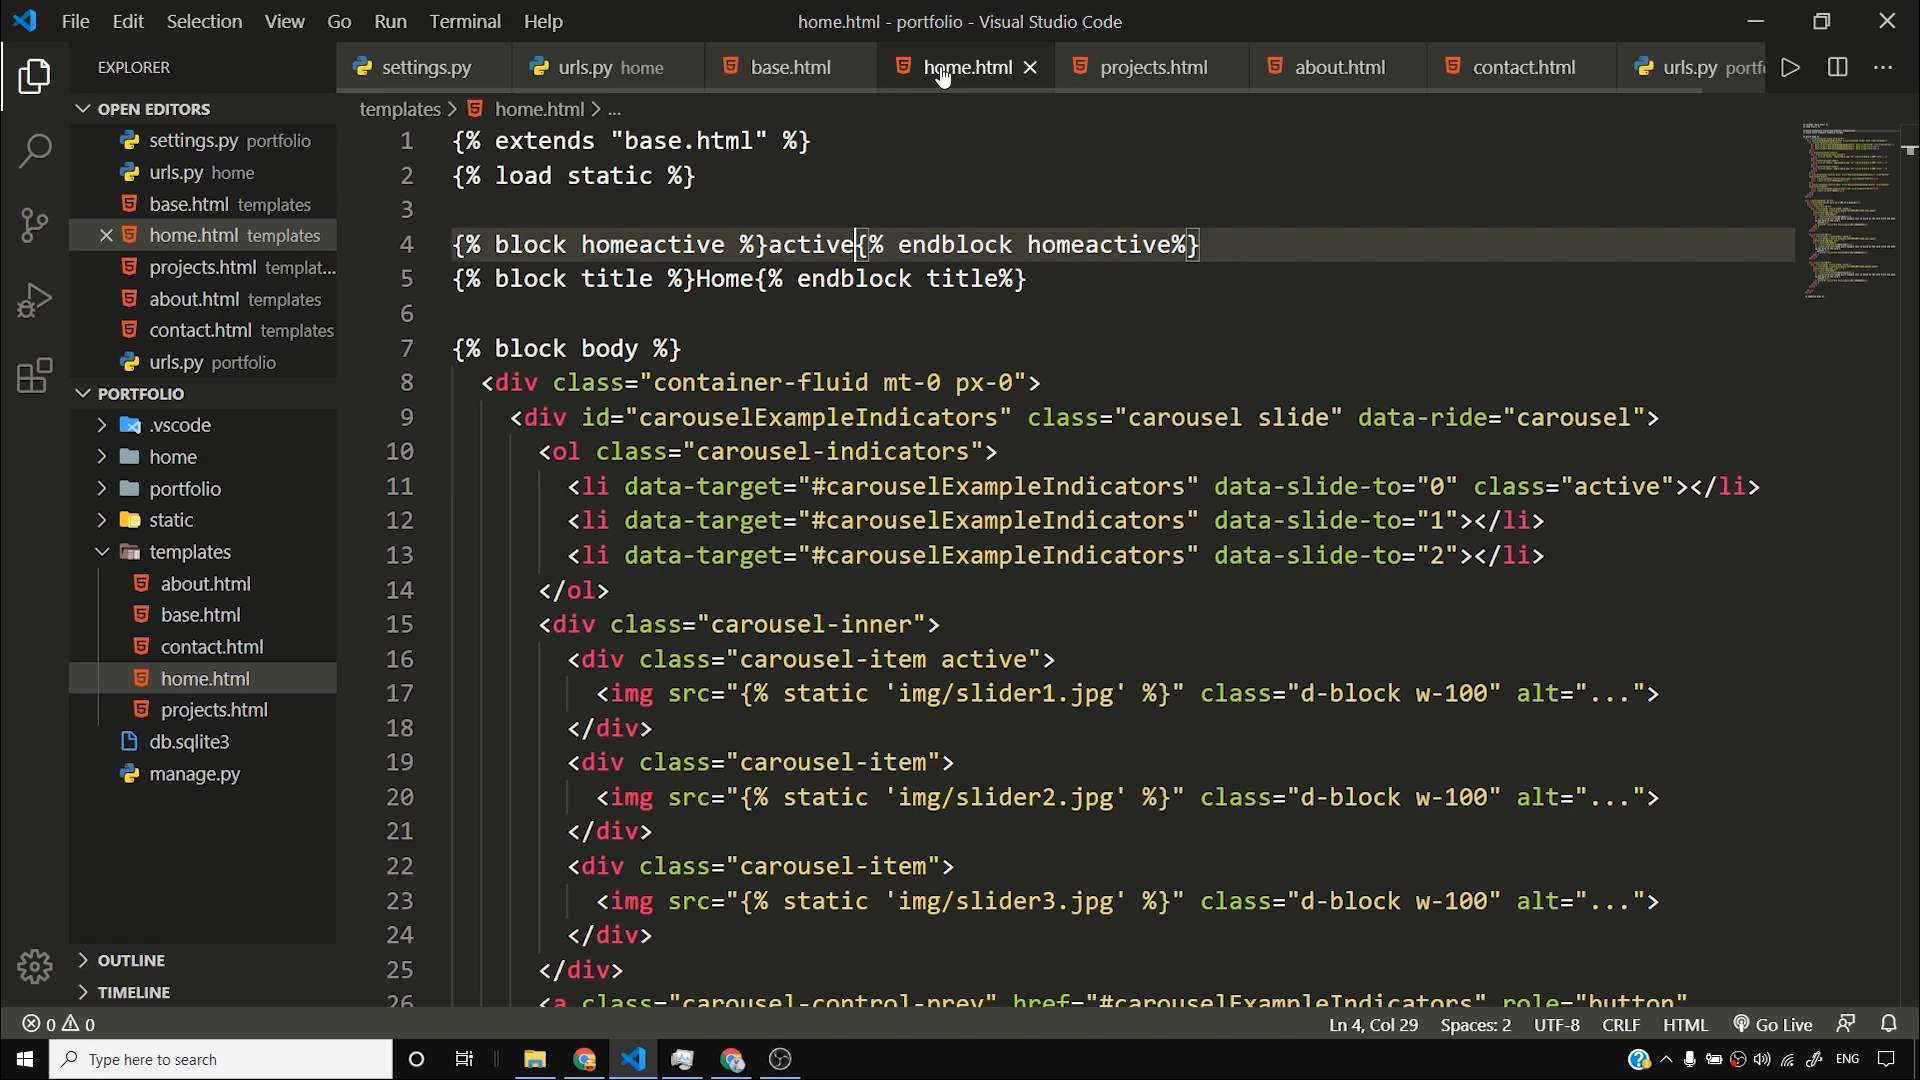 File Edit Selection View Go Run Terminal Help home.html - portfolio - Visual Studio Code
EXPLORER
settings.py urls.py home base.html home.html projects.html about.html contact.html urls.py portf
OPEN EDITORS
settings.py portfolio
urls.py home
base.html templates
home.html templates
projects.html templat...
about.html templates
contact.html templates
urls.py portfolio
PORTFOLIO
.vscode
home
portfolio
static
templates
about.html
base.html
contact.html
home.html
projects.html
db.sqlite3
manage.py
OUTLINE
TIMELINE
templates > home.html > ...
1 {% extends "base.html" %}
2 {% load static %}
3
4 {% block homeactive %}active{% endblock homeactive%}
5 {% block title %}Home{% endblock title%}
6
7 {% block body %}
8 <div class="container-fluid mt-0 px-0">
9 <div id="carouselExampleIndicators" class="carousel slide" data-ride="carousel">
10 <ol class="carousel-indicators">
11 <li data-target="#carouselExampleIndicators" data-slide-to="0" class="active"></li>
12 <li data-target="#carouselExampleIndicators" data-slide-to="1"></li>
13 <li data-target="#carouselExampleIndicators" data-slide-to="2"></li>
14 </ol>
15 <div class="carousel-inner">
16 <div class="carousel-item active">
17 <img src="{% static 'img/slider1.jpg' %}" class="d-block w-100" alt="...">
18 </div>
19 <div class="carousel-item">
20 <img src="{% static 'img/slider2.jpg' %}" class="d-block w-100" alt="...">
21 </div>
22 <div class="carousel-item">
23 <img src="{% static 'img/slider3.jpg' %}" class="d-block w-100" alt="...">
24 </div>
25 </div>
26 <a class="carousel-control-prev" href="#carouselExampleIndicators" role="button"
0 0 Ln 4, Col 29 Spaces: 2 UTF-8 CRLF HTML Go Live
Type here to search ENG